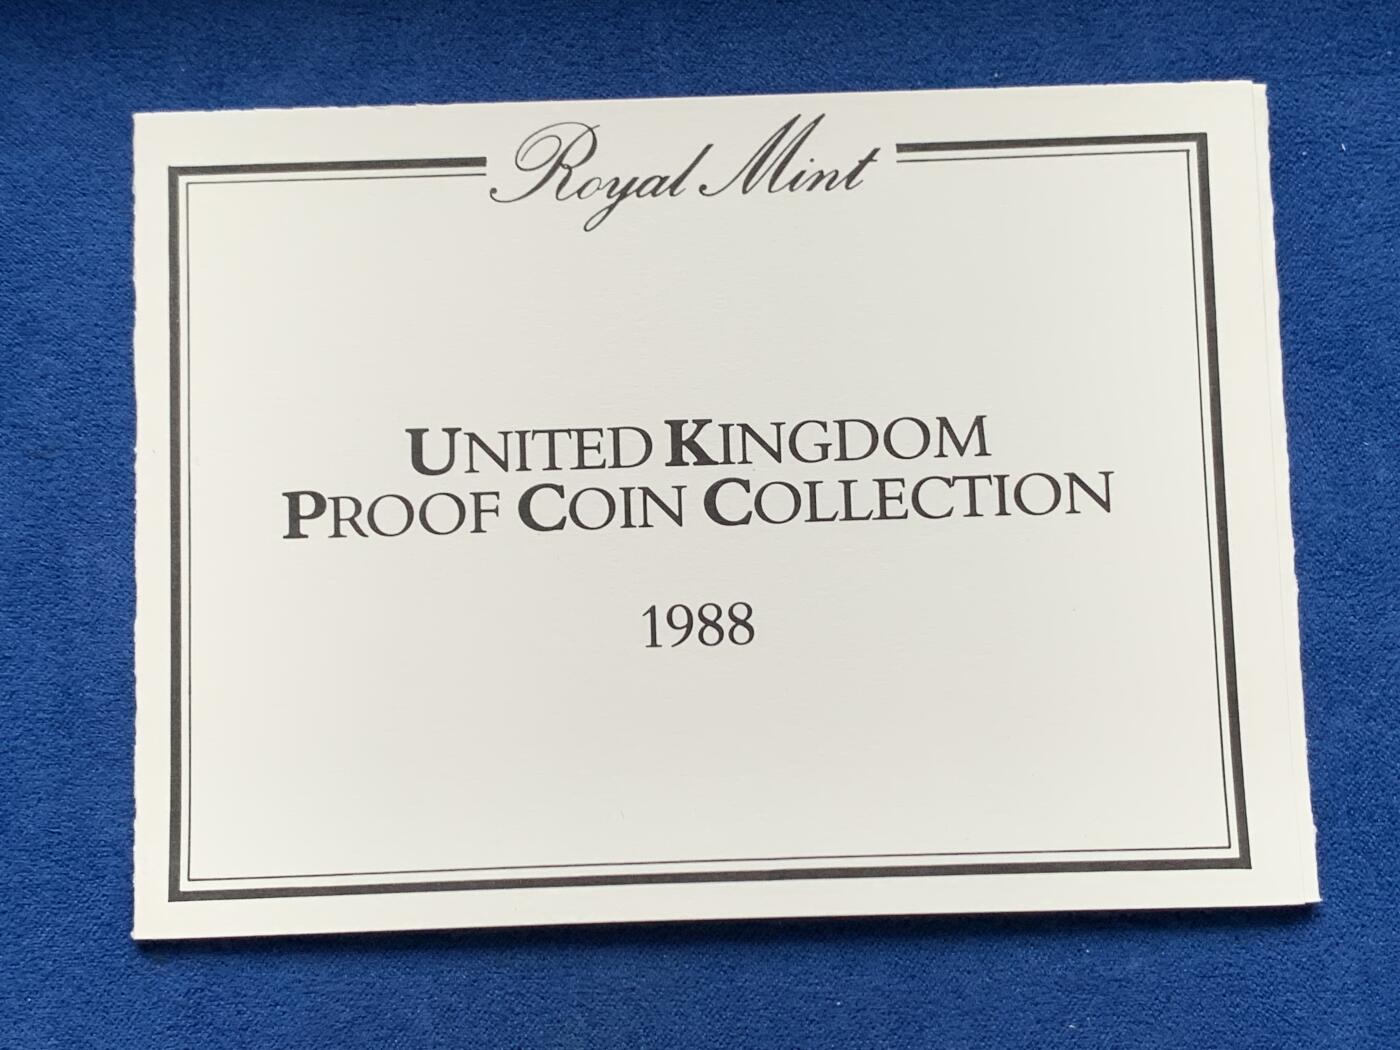 Royal Mint
UNITED KINGDOM
PROOF COIN COLLECTION
1988